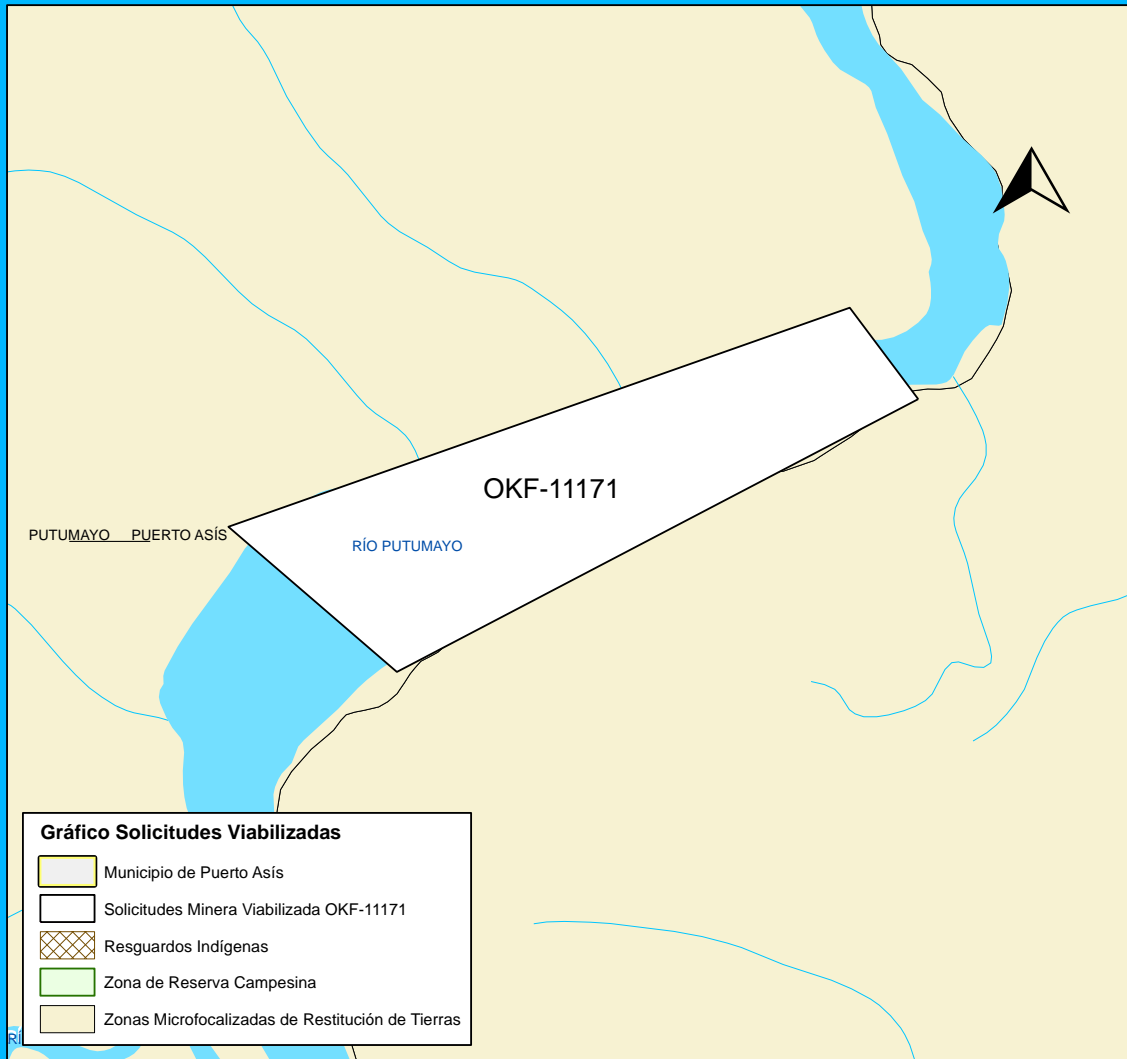 OKF-11171
PUTUMAYO PUERTO ASÍS
RÍO PUTUMAYO
Gráfico Solicitudes Viabilizadas
Municipio de Puerto Asís
Solicitudes Minera Viabilizada OKF-11171
Resguardos Indígenas
Zona de Reserva Campesina
Zonas Microfocalizadas de Restitución de Tierras
RÍ